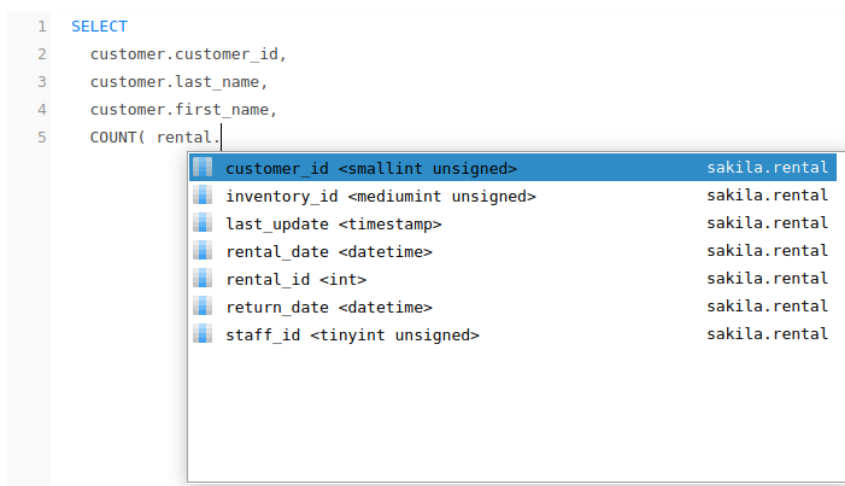 1 SELECT
2 customer.customer_id,
3 customer.last_name,
4 customer.first_name,
5 COUNT( rental.
customer_id <smallint unsigned> sakila.rental
inventory_id <mediumint unsigned> sakila.rental
last_update <timestamp> sakila.rental
rental_date <datetime> sakila.rental
rental_id <int> sakila.rental
return_date <datetime> sakila.rental
staff_id <tinyint unsigned> sakila.rental